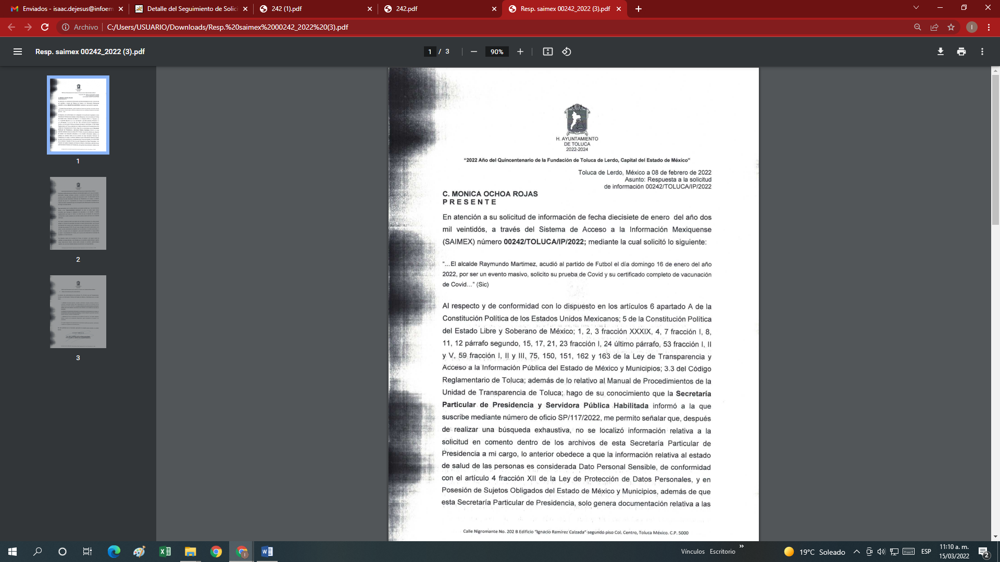 Enviados - isaac.dejesus@infoem
Detalle del Seguimiento de Solici
242 (1).pdf
242.pdf
Resp. saimex 00242_2022 (3).pdf
Archivo
C:/Users/USUARIO/Downloads/Resp.%20saimex%2000242_2022%20(3).pdf
I
Resp. saimex 00242_2022 (3).pdf
1 / 3
90%
1
2
3
H. AYUNTAMIENTO
DE TOLUCA
2022-2024
“2022 Año del Quincentenario de la Fundación de Toluca de Lerdo, Capital del Estado de México”
Toluca de Lerdo, México a 08 de febrero de 2022
Asunto: Respuesta a la solicitud
de información 00242/TOLUCA/IP/2022
C. MONICA OCHOA ROJAS
P R E S E N T E
En atención a su solicitud de información de fecha diecisiete de enero del año dos
mil veintidós, a través del Sistema de Acceso a la Información Mexiquense
(SAIMEX) número 00242/TOLUCA/IP/2022; mediante la cual solicitó lo siguiente:
“…El alcalde Raymundo Martimez, acudió al partido de Futbol el día domingo 16 de enero del año
2022, por ser un evento masivo, solicito su prueba de Covid y su certificado completo de vacunación
de Covid…” (Sic)
Al respecto y de conformidad con lo dispuesto en los artículos 6 apartado A de la
Constitución Política de los Estados Unidos Mexicanos; 5 de la Constitución Política
del Estado Libre y Soberano de México; 1, 2, 3 fracción XXXIX, 4, 7 fracción I, 8,
11, 12 párrafo segundo, 15, 17, 21, 23 fracción I, 24 último párrafo, 53 fracción I, II
y V, 59 fracción I, II y III, 75, 150, 151, 162 y 163 de la Ley de Transparencia y
Acceso a la Información Pública del Estado de México y Municipios; 3.3 del Código
Reglamentario de Toluca; además de lo relativo al Manual de Procedimientos de la
Unidad de Transparencia de Toluca; hago de su conocimiento que la Secretaría
Particular de Presidencia y Servidora Pública Habilitada informó a la que
suscribe mediante número de oficio SP/117/2022, me permito señalar que, después
de realizar una búsqueda exhaustiva, no se localizó información relativa a la
solicitud en comento dentro de los archivos de esta Secretaría Particular de
Presidencia a mi cargo, lo anterior obedece a que la información relativa al estado
de salud de las personas es considerada Dato Personal Sensible, de conformidad
con el artículo 4 fracción XII de la Ley de Protección de Datos Personales, y en
Posesión de Sujetos Obligados del Estado de México y Municipios, además de que
esta Secretaría Particular de Presidencia, solo genera documentación relativa a las
Calle Nigromante No. 202 B Edificio "Ignacio Ramírez Calzada" segundo piso Col. Centro, Toluca México. C.P. 5000
Vínculos
Escritorio
19°C Soleado
ESP
11:10 a. m.
15/03/2022
2